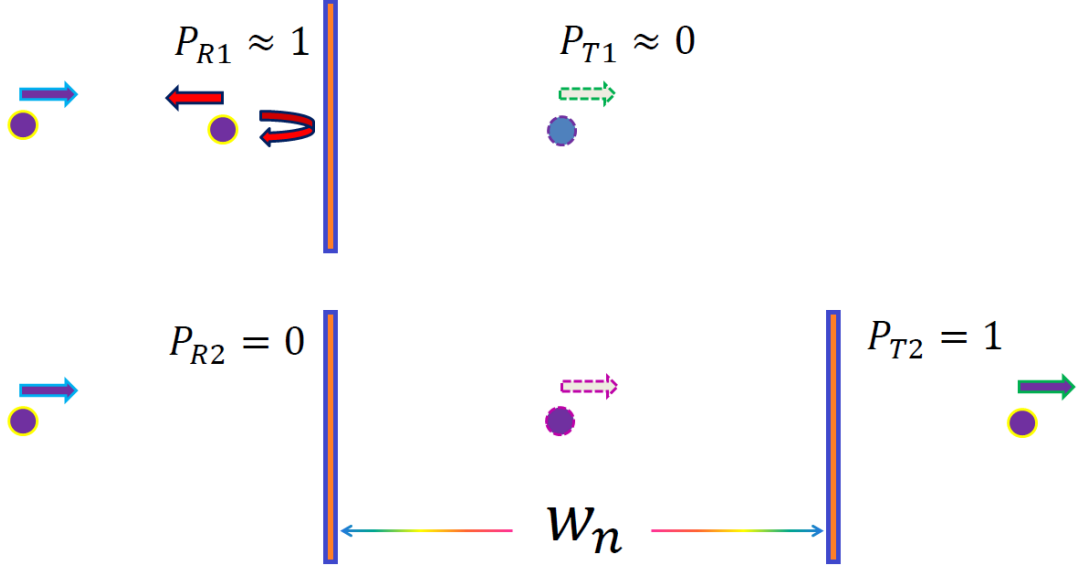 P_{R1} ≈ 1
P_{T1} ≈ 0
P_{R2} = 0
P_{T2} = 1
W_n